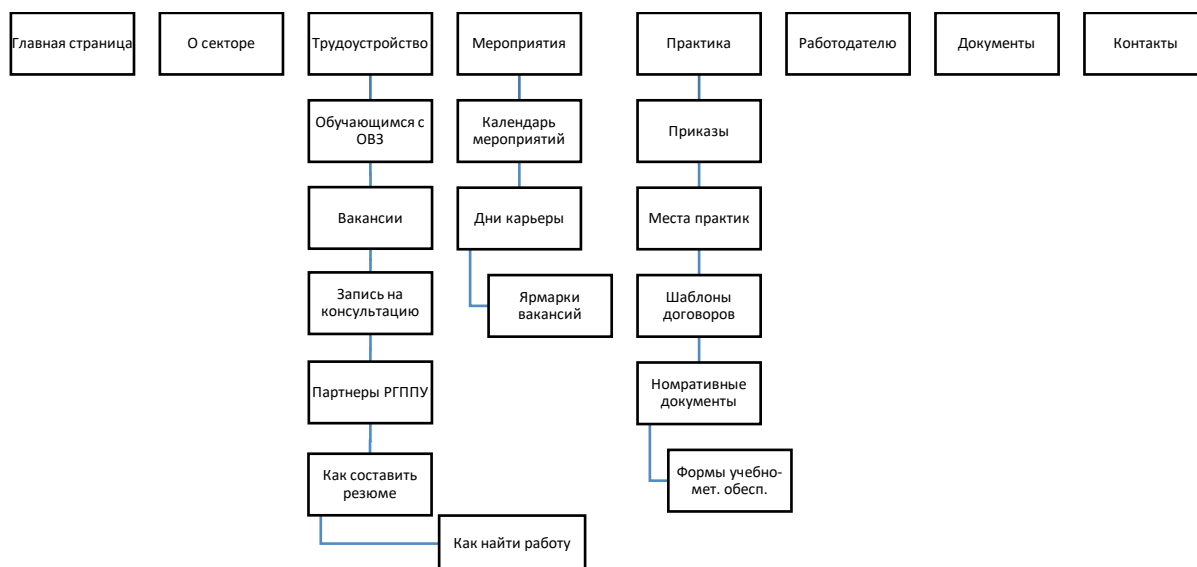 Главная страница
О секторе
Трудоустройство
Мероприятия
Практика
Работодателю
Документы
Контакты
Обучающимся с
ОВЗ
Календарь
мероприятий
Приказы
Вакансии
Дни карьеры
Места практик
Запись на
консультацию
Ярмарки
вакансий
Шаблоны
договоров
Партнеры РГППУ
Номративные
документы
Как составить
резюме
Формы учебно-
мет. обесп.
Как найти работу